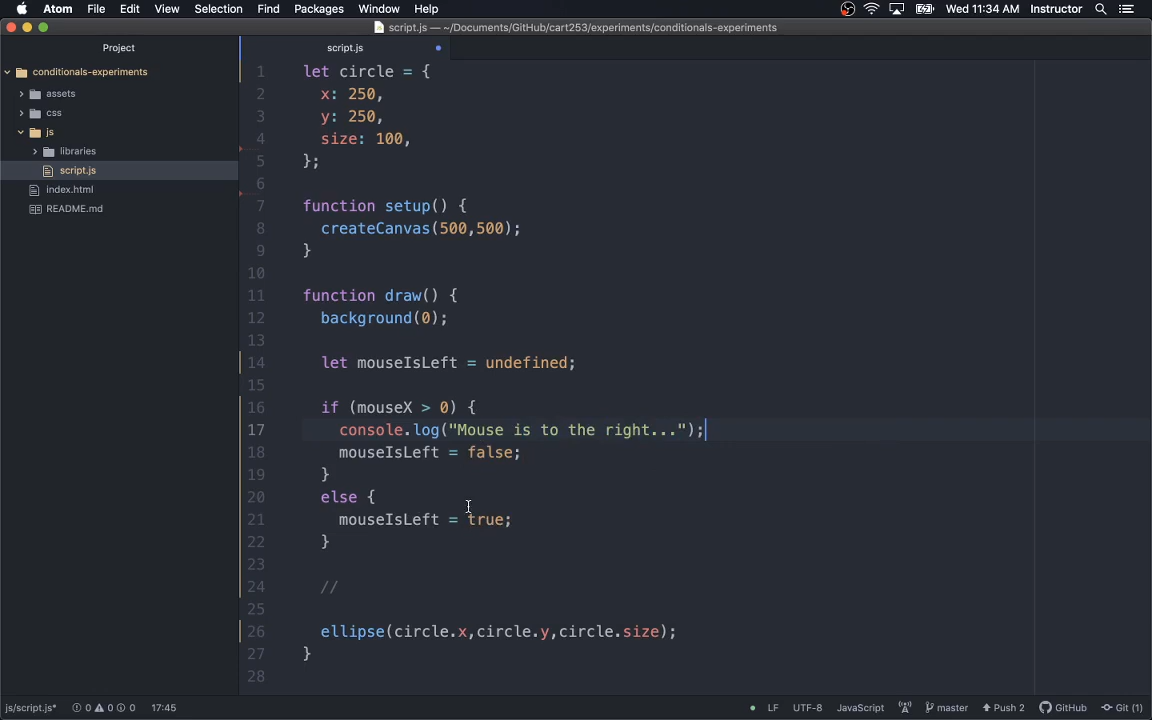 Atom File Edit View Selection Find Packages Window Help Wed 11:34 AM Instructor
script.js — ~/Documents/GitHub/cart253/experiments/conditionals-experiments
Project
script.js
conditionals-experiments
assets
css
js
libraries
script.js
index.html
README.md
1 let circle = {
2 x: 250,
3 y: 250,
4 size: 100,
5 };
6
7 function setup() {
8 createCanvas(500,500);
9 }
10
11 function draw() {
12 background(0);
13
14 let mouseIsLeft = undefined;
15
16 if (mouseX > 0) {
17 console.log("Mouse is to the right...");
18 mouseIsLeft = false;
19 }
20 else {
21 mouseIsLeft = true;
22 }
23
24 //
25
26 ellipse(circle.x,circle.y,circle.size);
27 }
28
js/script.js* 0 0 0 17:45 LF UTF-8 JavaScript master Push 2 GitHub Git (1)